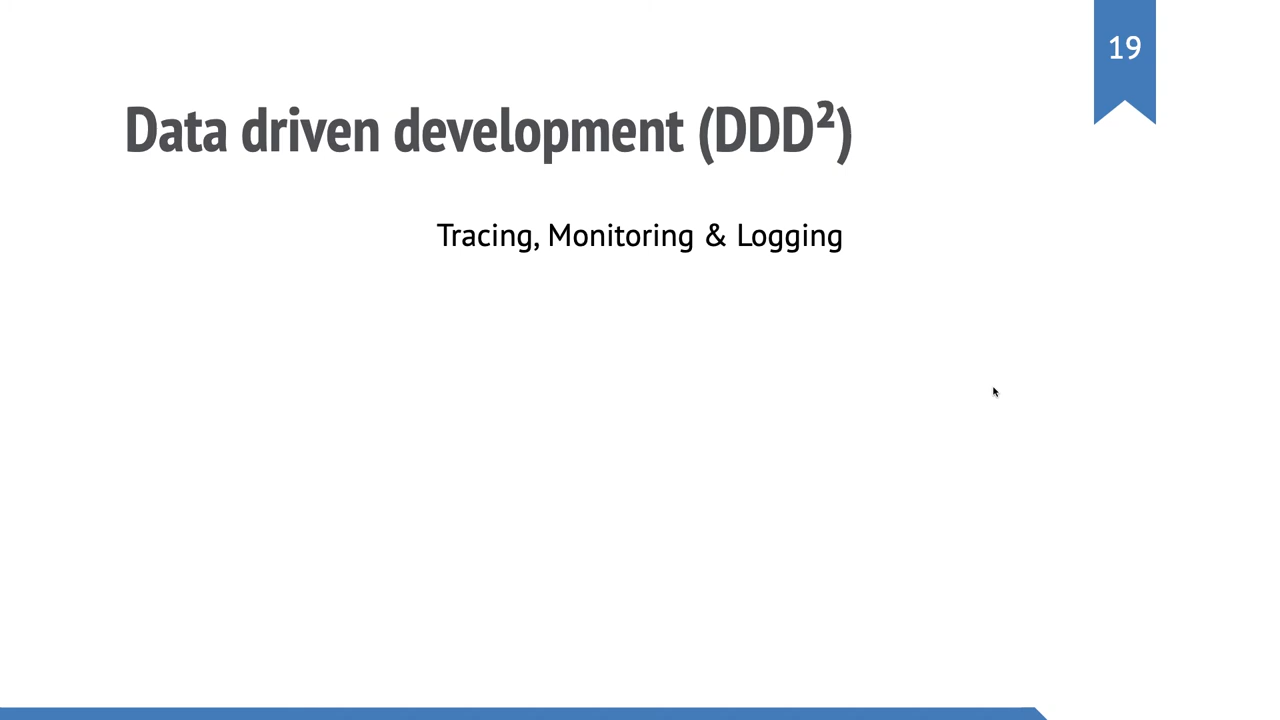 19
Data driven development (DDD²)
Tracing, Monitoring & Logging